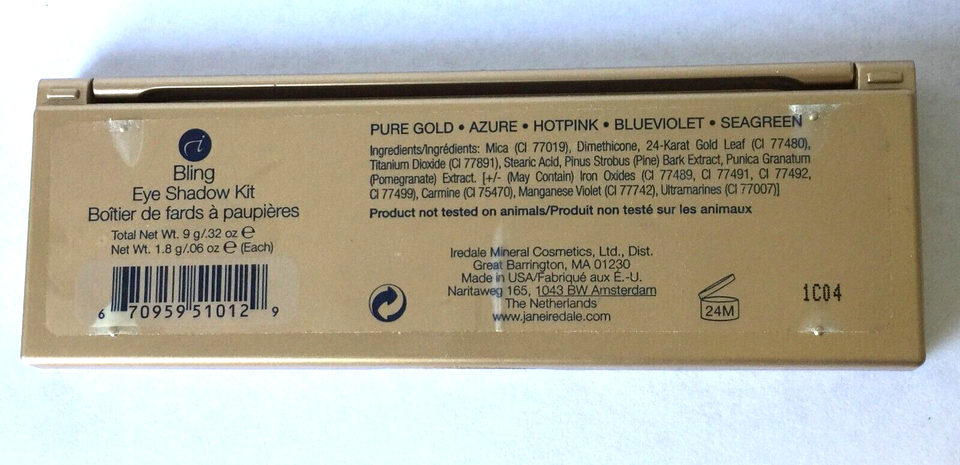 Bling
Eye Shadow Kit
Boîtier de fards à paupières
Total Net Wt. 9 g/.32 oz ℮
Net Wt. 1.8 g/.06 oz ℮ (Each)
6 70959 51012 9
PURE GOLD • AZURE • HOTPINK • BLUEVIOLET • SEAGREEN
Ingredients/Ingrédients: Mica (CI 77019), Dimethicone, 24-Karat Gold Leaf (CI 77480),
Titanium Dioxide (CI 77891), Stearic Acid, Pinus Strobus (Pine) Bark Extract, Punica Granatum
(Pomegranate) Extract. [+/- (May Contain) Iron Oxides (CI 77489, CI 77491, CI 77492,
CI 77499), Carmine (CI 75470), Manganese Violet (CI 77742), Ultramarines (CI 77007)]
Product not tested on animals/Produit non testé sur les animaux
Iredale Mineral Cosmetics, Ltd., Dist.
Great Barrington, MA 01230
Made in USA/Fabriqué aux É.-U.
Naritaweg 165, 1043 BW Amsterdam
The Netherlands
www.janeiredale.com
24M
1C04